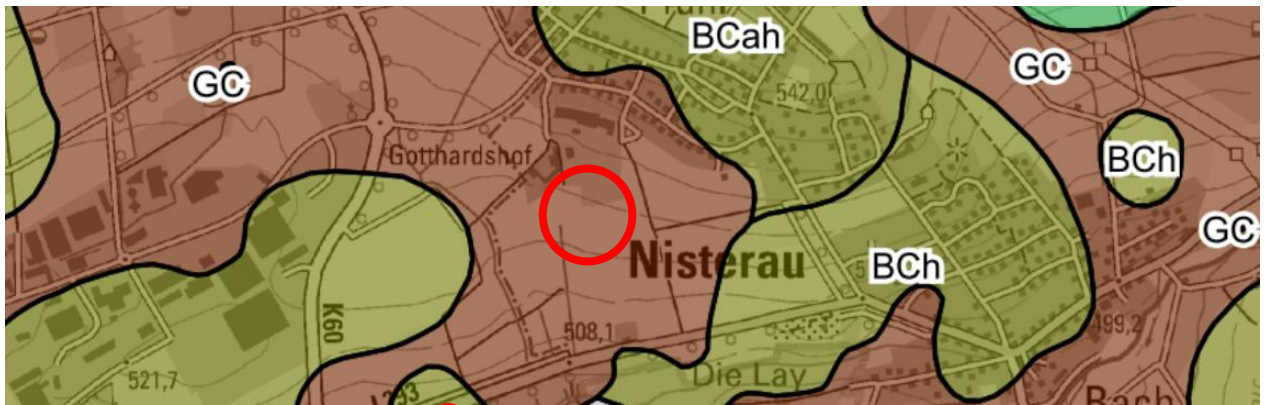 BCah
GC
GC
542,0
Gotthardshof
BCh
GC
Nisterau
BCh
K60
508,1
499,2
521,7
Die Lay
Bach